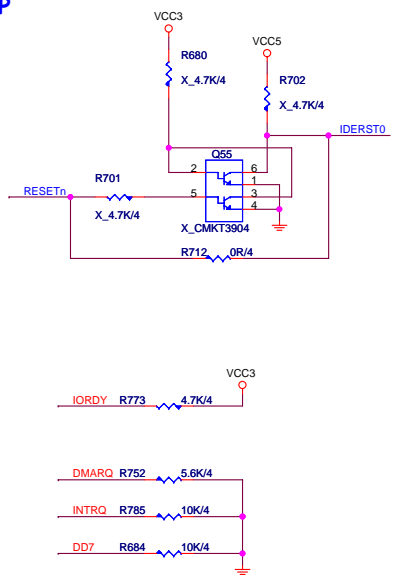 VCC3
VCC5
R680
X_4.7K/4
R702
X_4.7K/4
IDERST0
Q55
2
6
1
5
3
4
R701
RESETn
X_4.7K/4
X_CMKT3904
R712
0R/4
VCC3
IORDY R773 4.7K/4
DMARQ R752 5.6K/4
INTRQ R785 10K/4
DD7 R684 10K/4